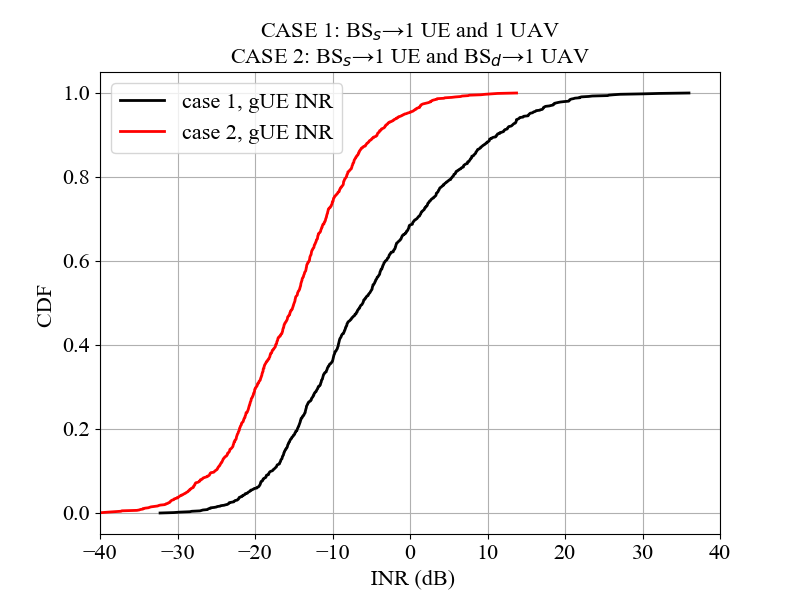 CASE 1: BSₛ→1 UE and 1 UAV
CASE 2: BSₛ→1 UE and BS_d→1 UAV
case 1, gUE INR
case 2, gUE INR
1.0
0.8
0.6
0.4
0.2
0.0
CDF
−40 −30 −20 −10 0 10 20 30 40
INR (dB)